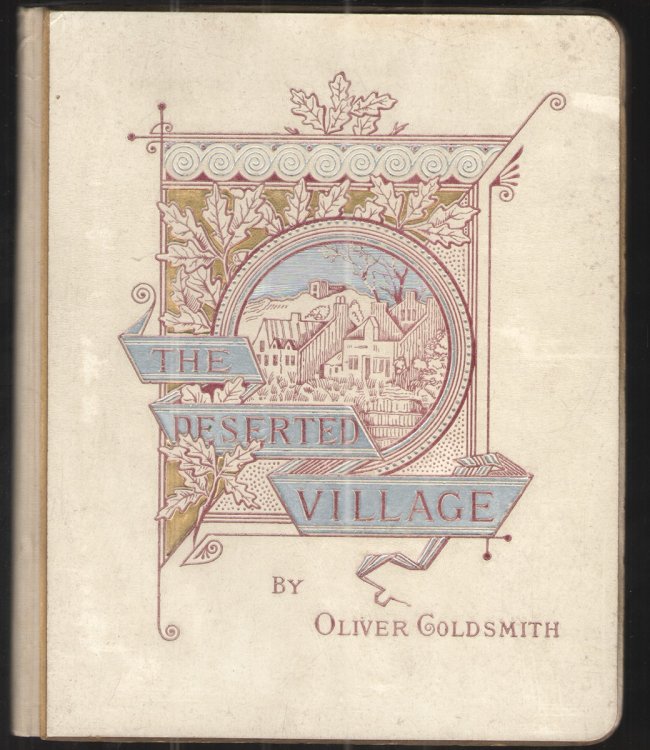 THE
DESERTED
VILLAGE
BY
OLIVER GOLDSMITH